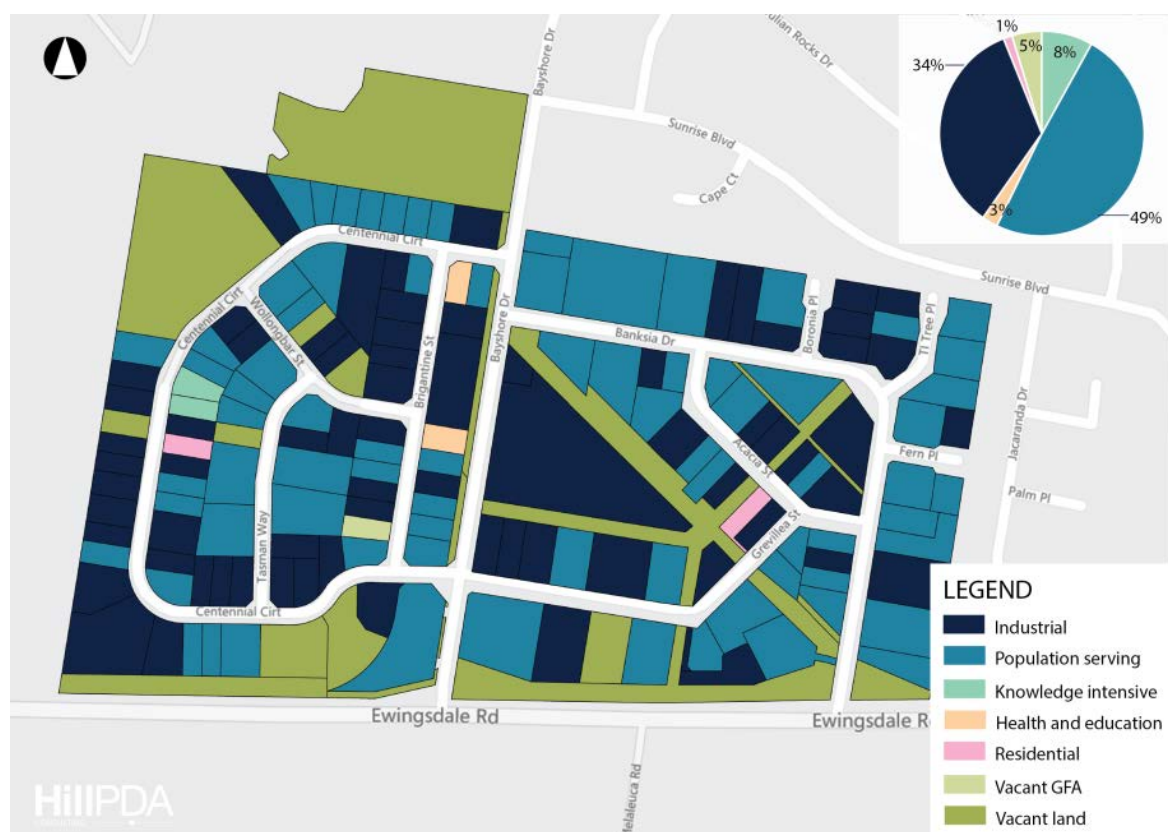 1%
5%
8%
34%
3%
49%
Bayshore Dr
Julian Rocks Dr
Sunrise Blvd
Cape Ct
Sunrise Blvd
Centennial Cirt
Centennial Cirt
Wollongbar St
Brigantine St
Bayshore Dr
Banksia Dr
Boronia Pl
TI Tree Pl
Jacaranda Dr
Acacia St
Fern Pl
Palm Pl
Grevillea St
Tasman Way
Centennial Cirt
Ewingsdale Rd
Ewingsdale R
Melaleuca Rd
LEGEND
Industrial
Population serving
Knowledge intensive
Health and education
Residential
Vacant GFA
Vacant land
HillPDA